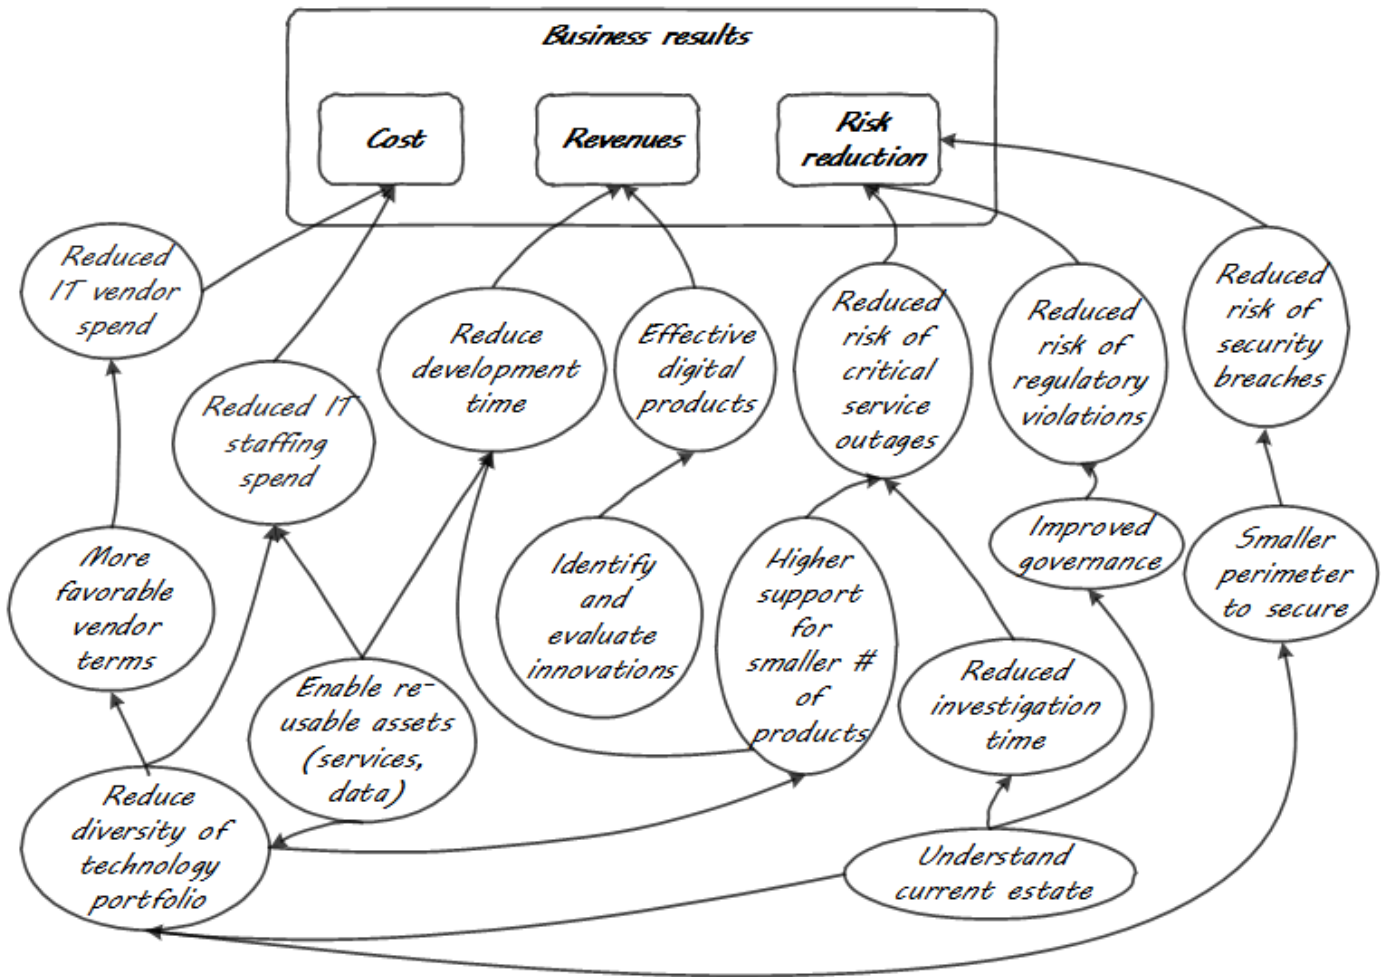 Business results
Cost
Revenues
Risk
reduction
Reduced
IT vendor
spend
Reduced IT
staffing
spend
Reduce
development
time
Effective
digital
products
Reduced
risk of
critical
service
outages
Reduced
risk of
regulatory
violations
Reduced
risk of
security
breaches
More
favorable
vendor
terms
Identify
and
evaluate
innovations
Higher
support
for
smaller #
of
products
Improved
governance
Smaller
perimeter
to secure
Enable re-
usable assets
(services,
data)
Reduced
investigation
time
Reduce
diversity of
technology
portfolio
Understand
current estate